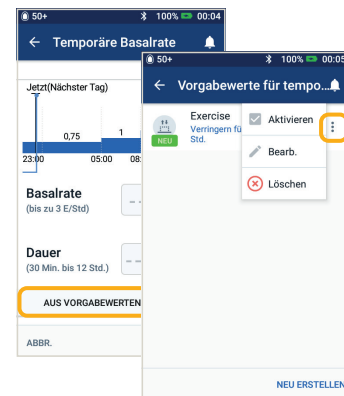 50+ 100% 00:04
Temporäre Basalrate
Jetzt(Nächster Tag)
0,75 1
23:00 05:00 08:
Basalrate
(bis zu 3 E/Std)
--
Dauer
(30 Min. bis 12 Std.)
--
AUS VORGABEWERTEN
ABBR.
50+ 100% 00:05
Vorgabewerte für tempo...
Exercise
Verringern fü
Std.
NEU
Aktivieren
Bearb.
Löschen
NEU ERSTELLEN